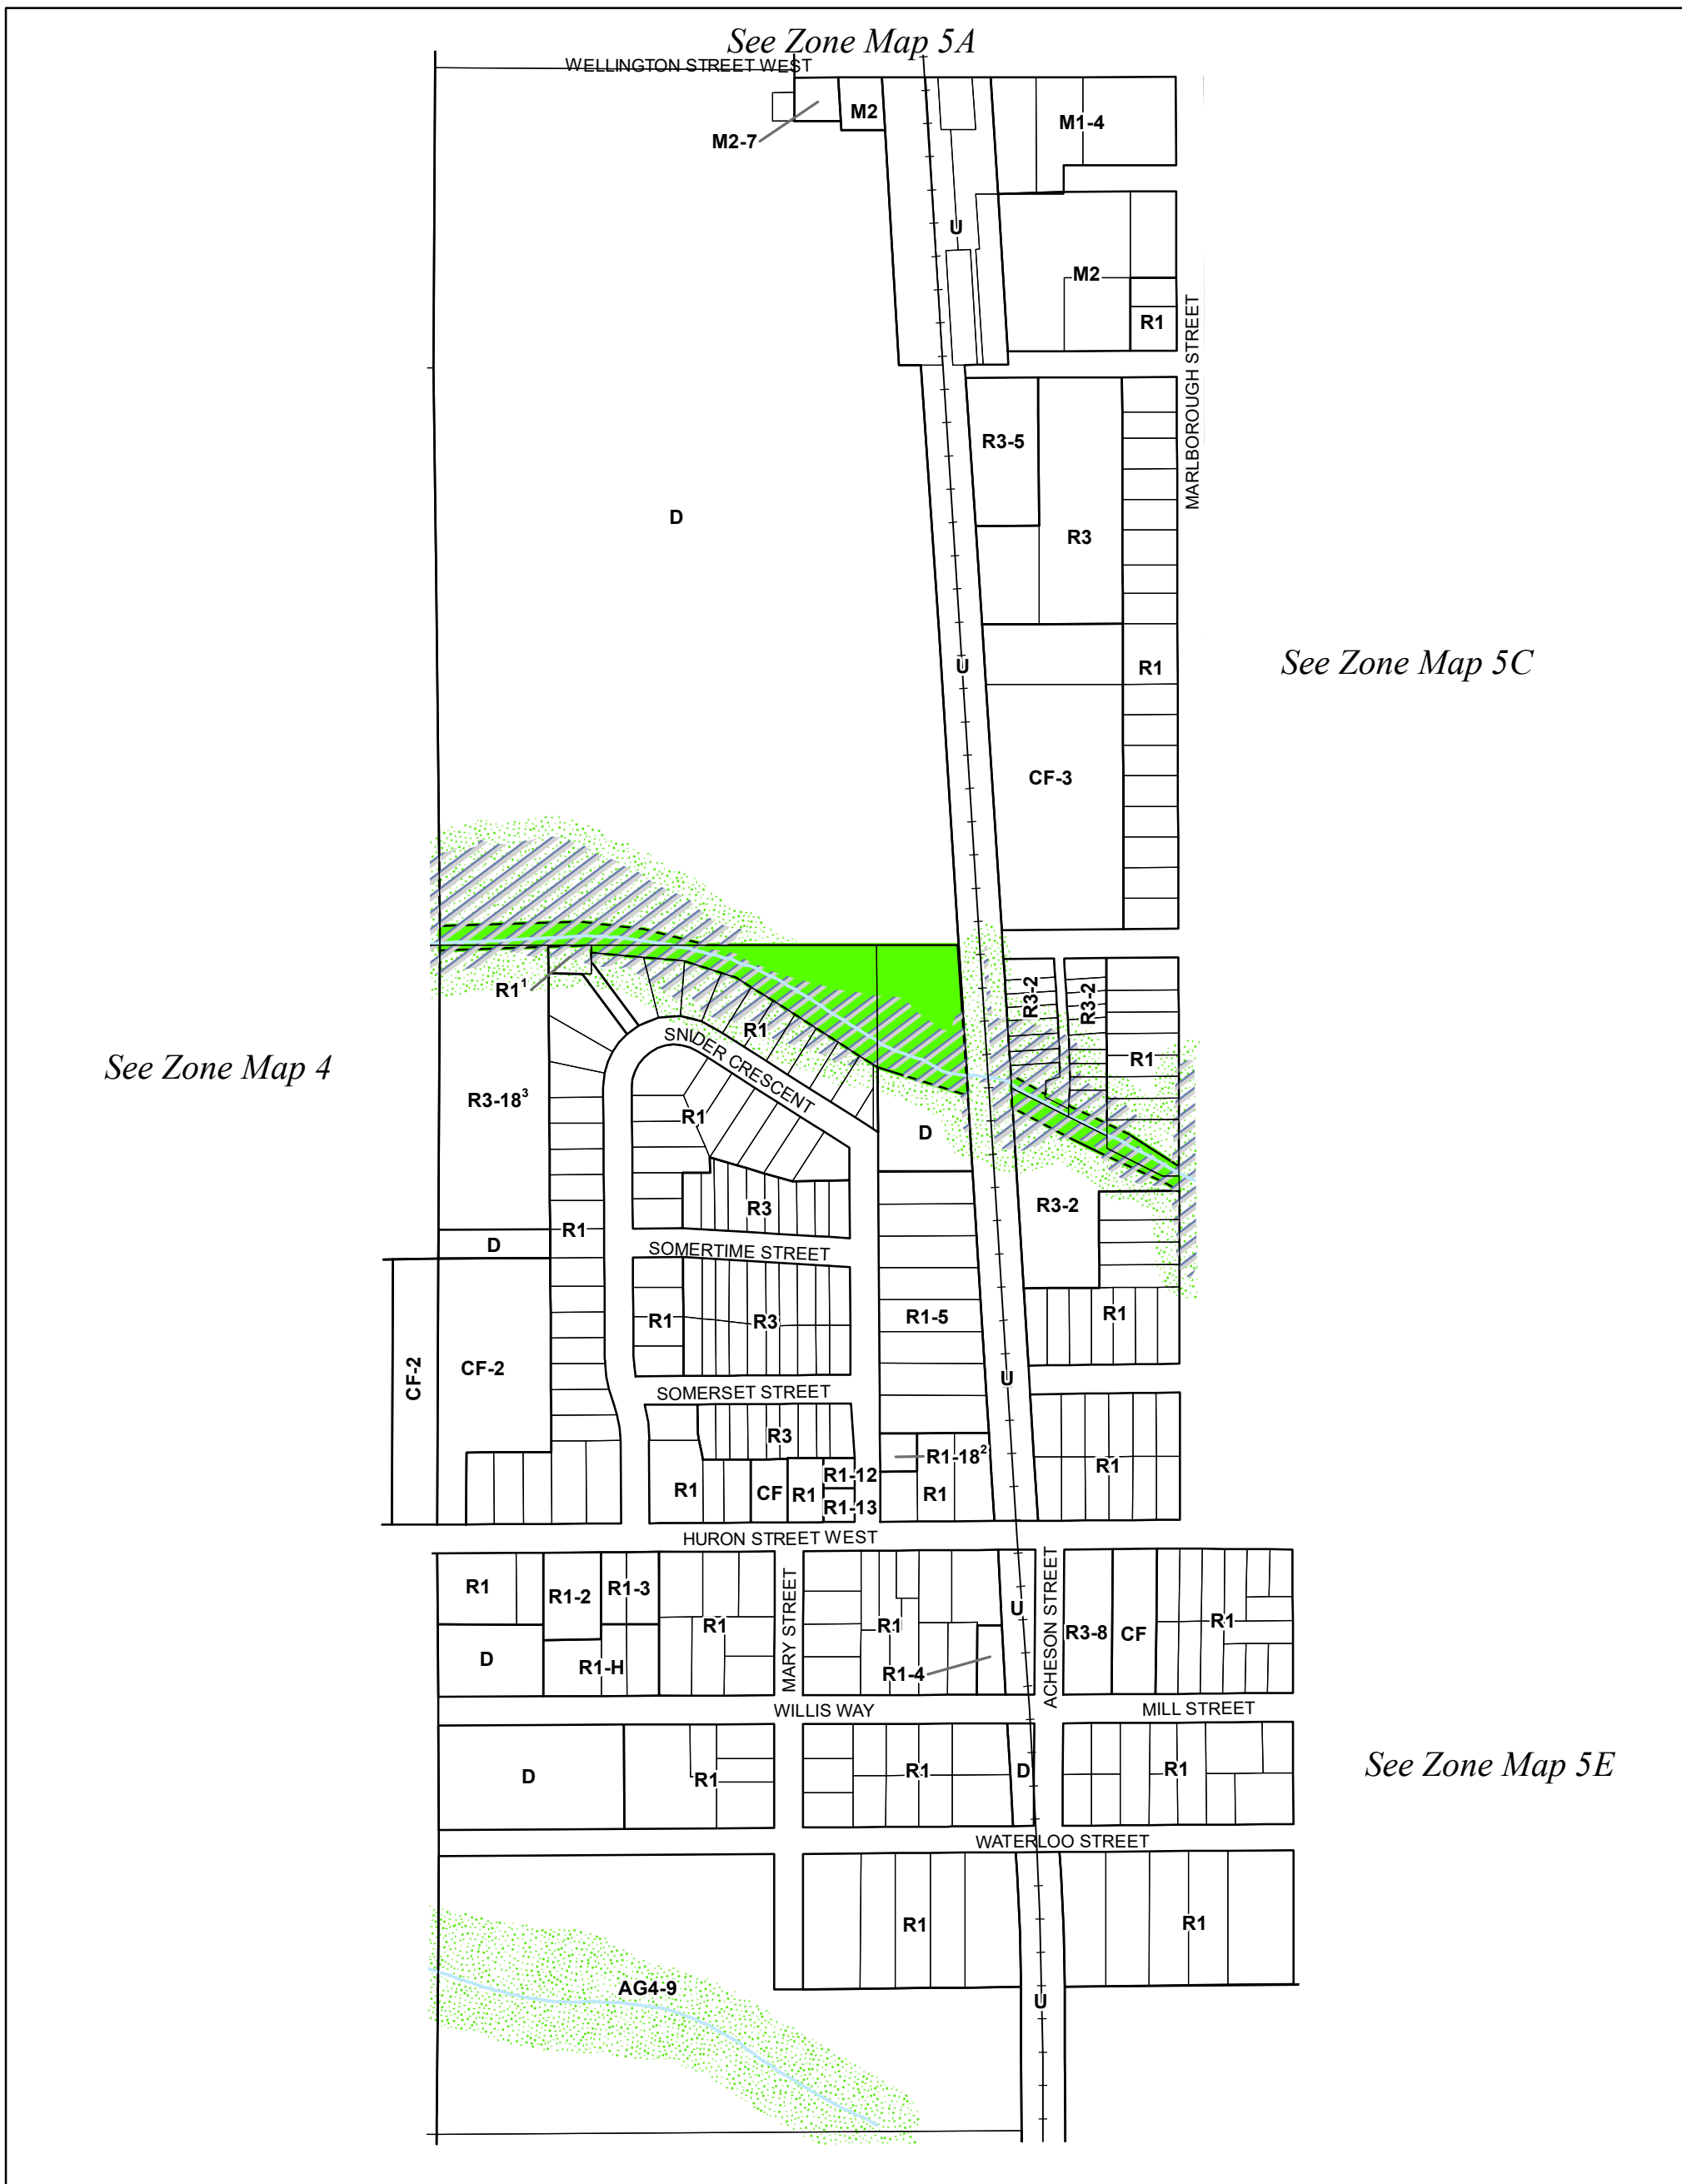 See Zone Map 5A
WELLINGTON STREET WEST
M2
M1-4
M2-7
U
M2
R1
MARLBOROUGH STREET
R3-5
D
R3
See Zone Map 5C
U
R1
CF-3
R1¹
R3-2
R3-2
R1
SNIDER CRESCENT
R1
See Zone Map 4
R3-18³
R1
D
R3
R3-2
R1
D
SOMERTIME STREET
R1
R3
R1-5
R1
CF-2
CF-2
U
SOMERSET STREET
R3
R1-18²
R1
R1-12
R1
CF
R1
R1-13
R1
HURON STREET WEST
R1
R1-2
R1-3
R1
MARY STREET
R1
U
ACHESON STREET
R3-8
CF
R1
D
R1-H
R1-4
WILLIS WAY
MILL STREET
D
R1
R1
D
R1
See Zone Map 5E
WATERLOO STREET
R1
R1
AG4-9
U